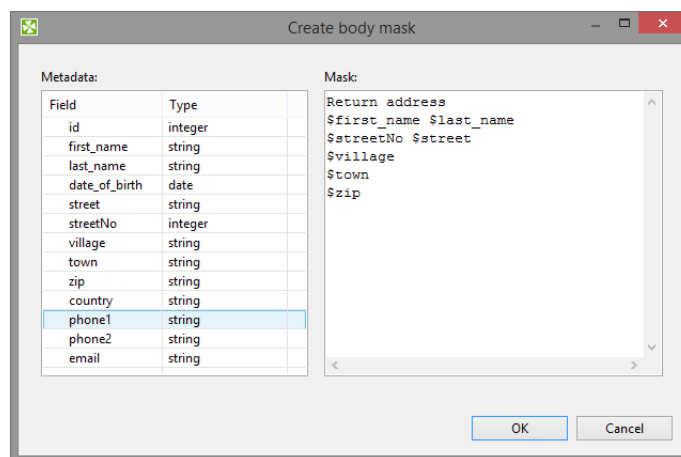 Create body mask
Metadata:
Field Type
id integer
first_name string
last_name string
date_of_birth date
street string
streetNo integer
village string
town string
zip string
country string
phone1 string
phone2 string
email string
Mask:
Return address
$first_name $last_name
$streetNo $street
$village
$town
$zip
OK Cancel